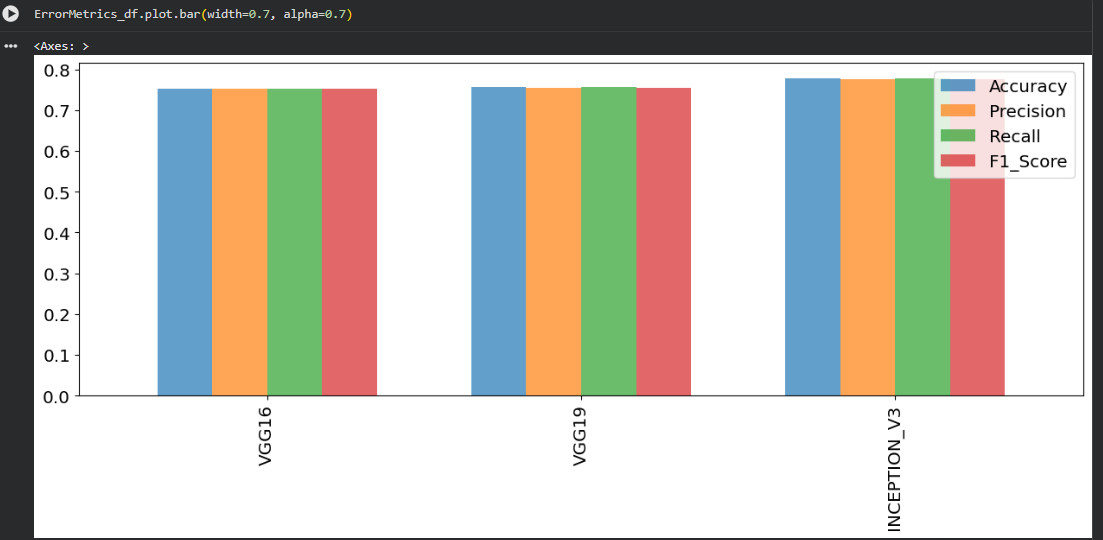 ErrorMetrics_df.plot.bar(width=0.7, alpha=0.7)
<Axes: >
0.8
0.7
0.6
0.5
0.4
0.3
0.2
0.1
0.0
Accuracy
Precision
Recall
F1_Score
VGG16
VGG19
INCEPTION_V3